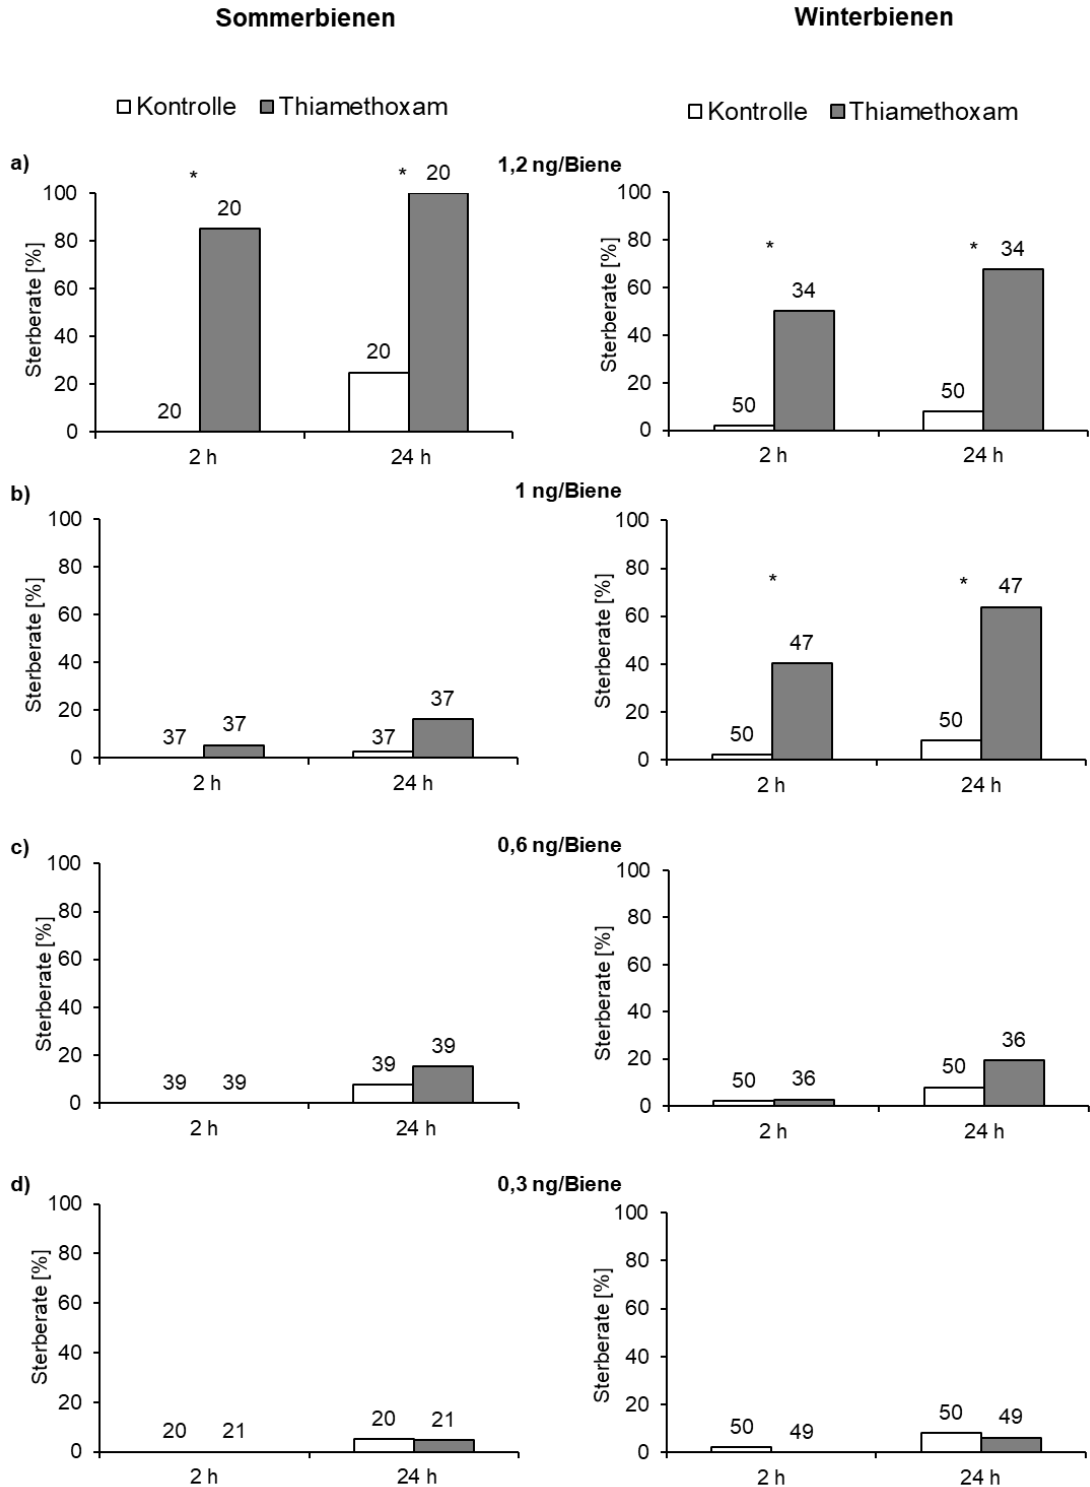 Sommerbienen
Winterbienen
Kontrolle Thiamethoxam
Kontrolle Thiamethoxam
a)
1,2 ng/Biene
Sterberate [%]
100
80
60
40
20
0
* 20
* 20
20
20
2 h 24 h
Sterberate [%]
100
80
60
40
20
0
* 34
* 34
50
50
2 h 24 h
b)
1 ng/Biene
Sterberate [%]
100
80
60
40
20
0
37 37 37 37
2 h 24 h
Sterberate [%]
100
80
60
40
20
0
* 47
* 47
50
50
2 h 24 h
c)
0,6 ng/Biene
Sterberate [%]
100
80
60
40
20
0
39 39 39 39
2 h 24 h
Sterberate [%]
100
80
60
40
20
0
50 36 50 36
2 h 24 h
d)
0,3 ng/Biene
Sterberate [%]
100
80
60
40
20
0
20 21 20 21
2 h 24 h
Sterberate [%]
100
80
60
40
20
0
50 49 50 49
2 h 24 h